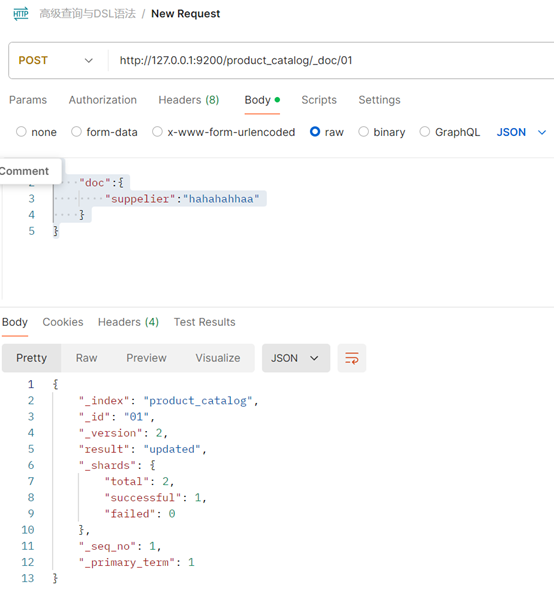 HTTP 高级查询与DSL语法 / New Request
POST http://127.0.0.1:9200/product_catalog/_doc/01
Params Authorization Headers (8) Body Scripts Settings
none form-data x-www-form-urlencoded raw binary GraphQL JSON
Comment
2 "doc":{
3 "suppelier":"hahahahhaa"
4 }
5 }
Body Cookies Headers (4) Test Results
Pretty Raw Preview Visualize JSON
1 {
2 "_index": "product_catalog",
3 "_id": "01",
4 "_version": 2,
5 "result": "updated",
6 "_shards": {
7 "total": 2,
8 "successful": 1,
9 "failed": 0
10 },
11 "_seq_no": 1,
12 "_primary_term": 1
13 }